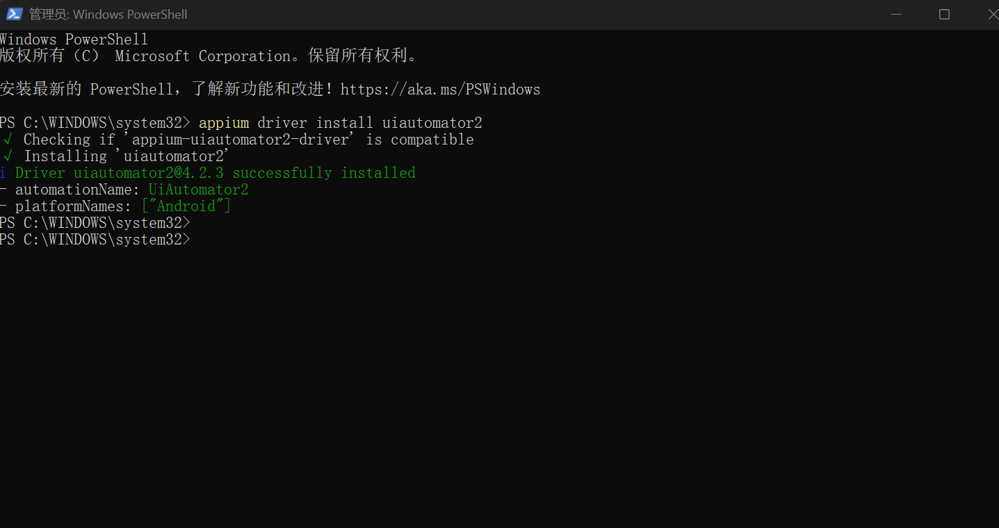 管理员: Windows PowerShell
Windows PowerShell
版权所有（C） Microsoft Corporation。保留所有权利。
安装最新的 PowerShell，了解新功能和改进！https://aka.ms/PSWindows
PS C:\WINDOWS\system32> appium driver install uiautomator2
√ Checking if 'appium-uiautomator2-driver' is compatible
√ Installing 'uiautomator2'
i Driver uiautomator2@4.2.3 successfully installed
- automationName: UiAutomator2
- platformNames: ["Android"]
PS C:\WINDOWS\system32>
PS C:\WINDOWS\system32>